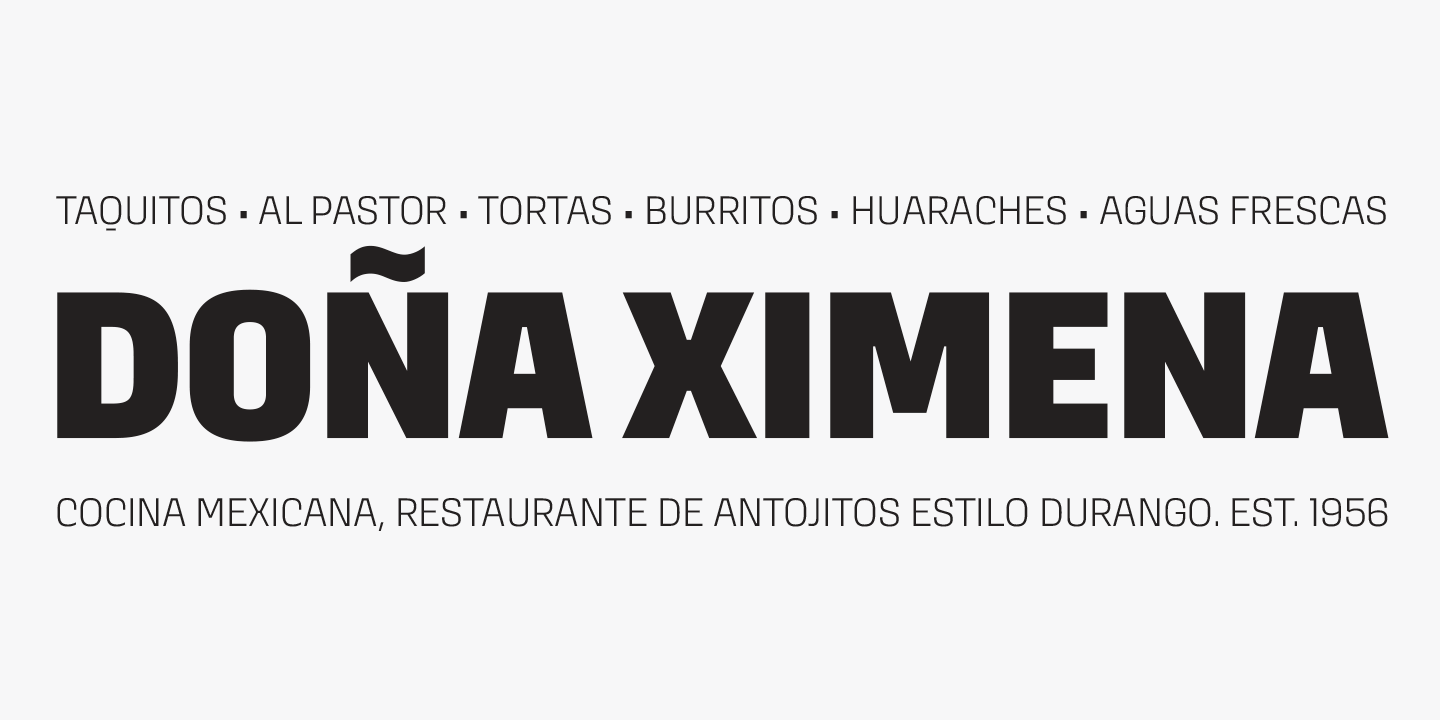 TAQUITOS · AL PASTOR · TORTAS · BURRITOS · HUARACHES · AGUAS FRESCAS
DOÑA XIMENA
COCINA MEXICANA, RESTAURANTE DE ANTOJITOS ESTILO DURANGO. EST. 1956